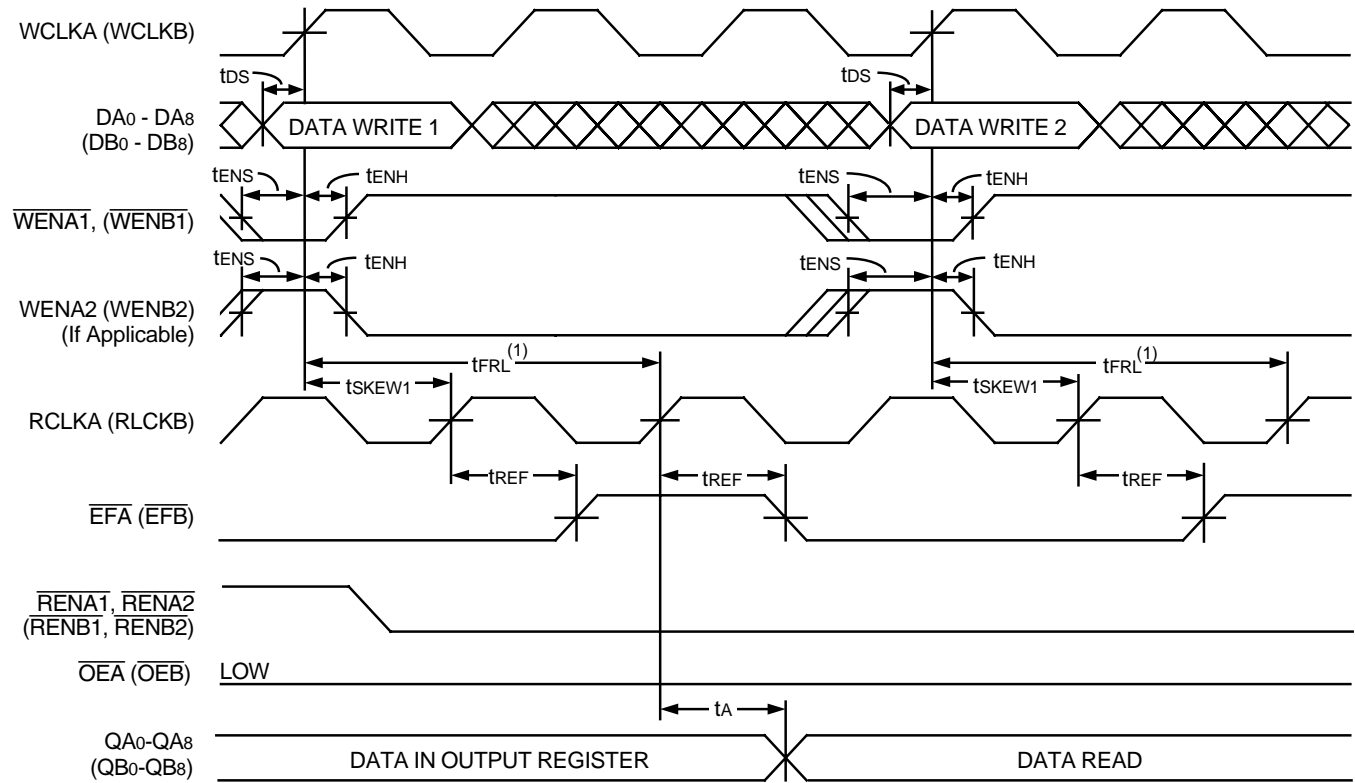 WCLKA (WCLKB)
tDS
tDS
DA0 - DA8
(DB0 - DB8)
DATA WRITE 1
DATA WRITE 2
tENS
tENH
tENS
tENH
WENA1, (WENB1)
tENS
tENH
tENS
tENH
WENA2 (WENB2)
(If Applicable)
tFRL(1)
tFRL(1)
tSKEW1
tSKEW1
RCLKA (RLCKB)
tREF
tREF
tREF
EFA (EFB)
RENA1, RENA2
(RENB1, RENB2)
OEA (OEB)
LOW
tA
QA0-QA8
(QB0-QB8)
DATA IN OUTPUT REGISTER
DATA READ